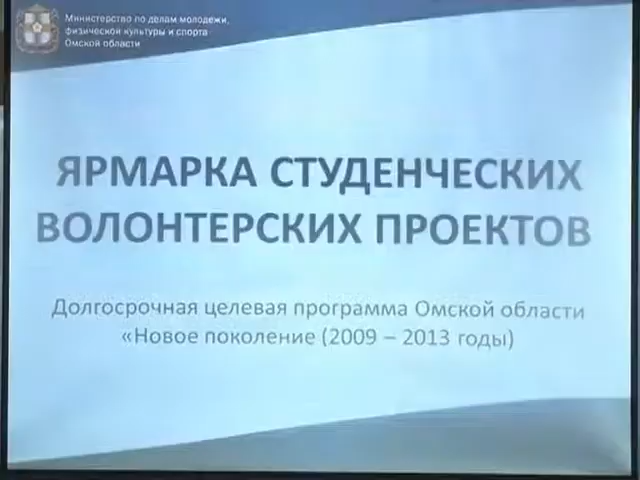 Министерство по делам молодежи,
физической культуры и спорта
Омской области
ЯРМАРКА СТУДЕНЧЕСКИХ
ВОЛОНТЕРСКИХ ПРОЕКТОВ
Долгосрочная целевая программа Омской области
«Новое поколение (2009 – 2013 годы)